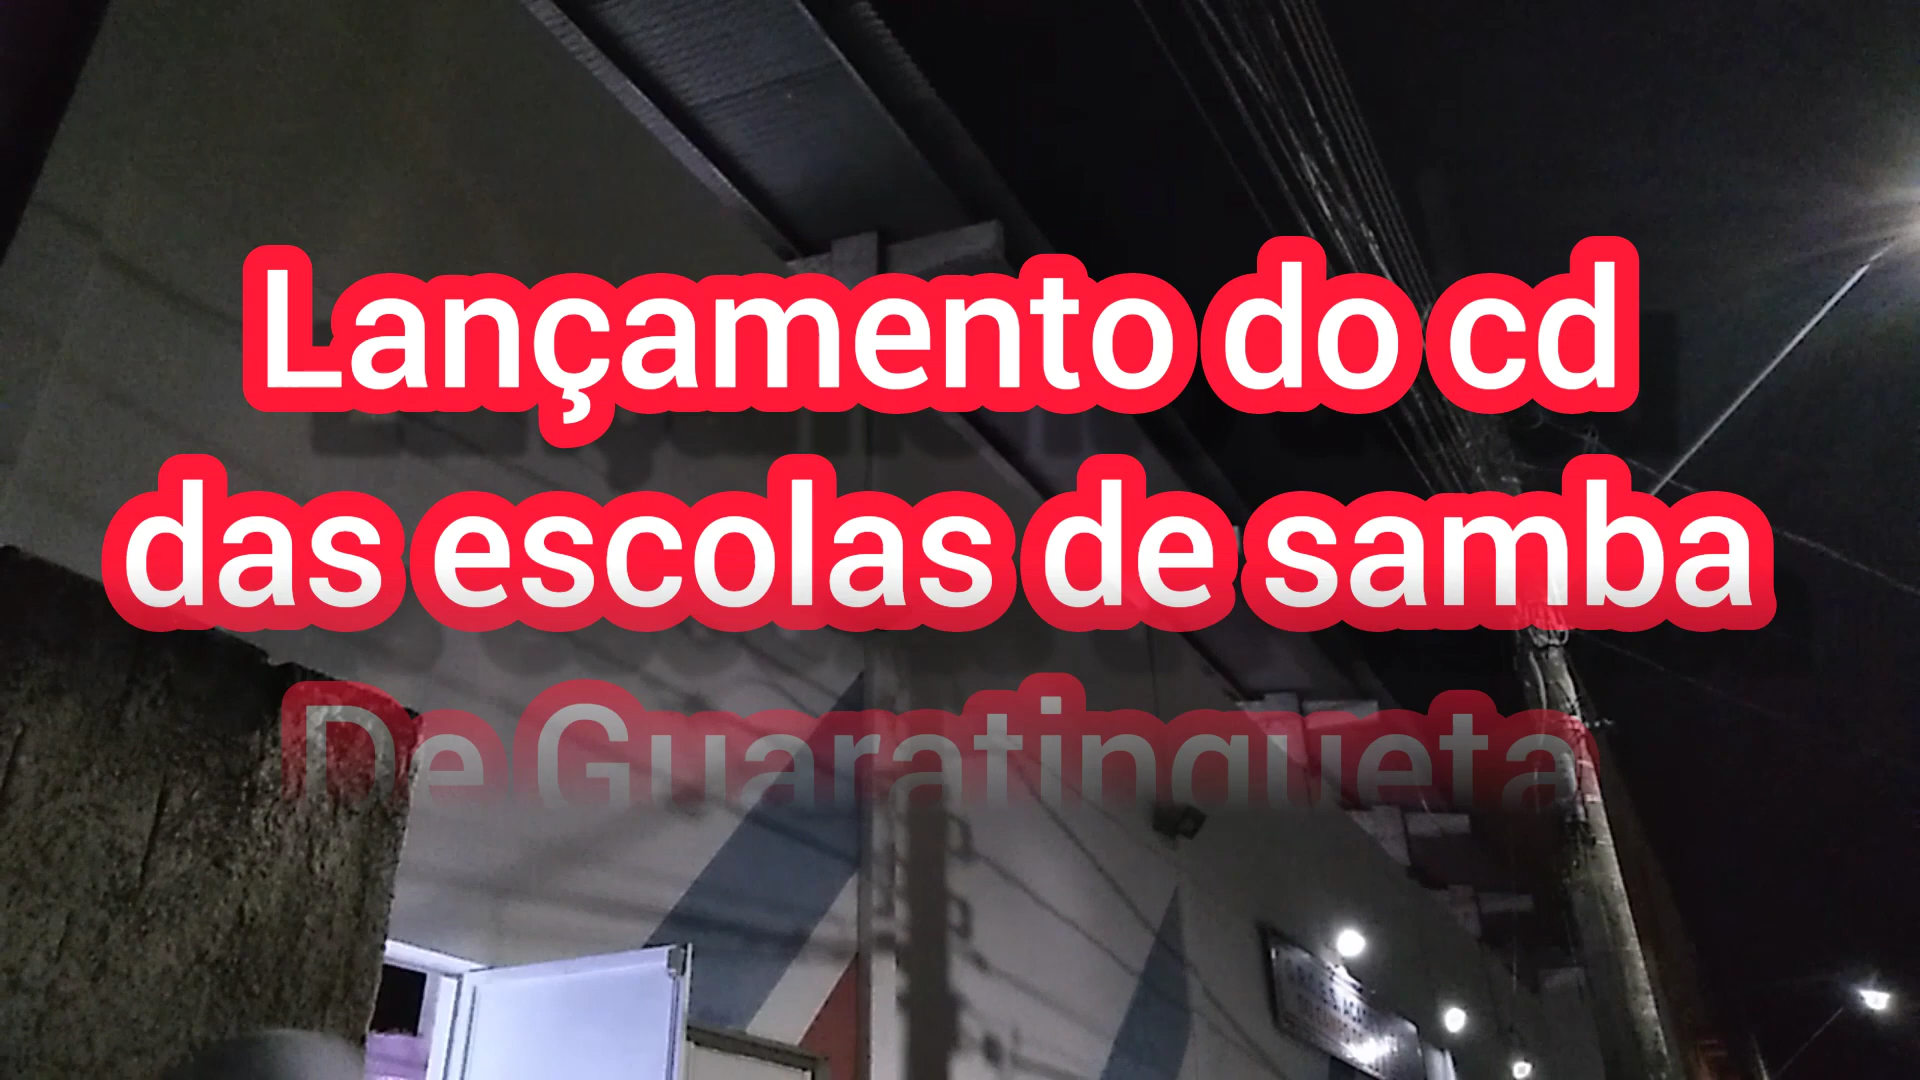 Lançamento do cd
das escolas de samba
De Guaratingueta